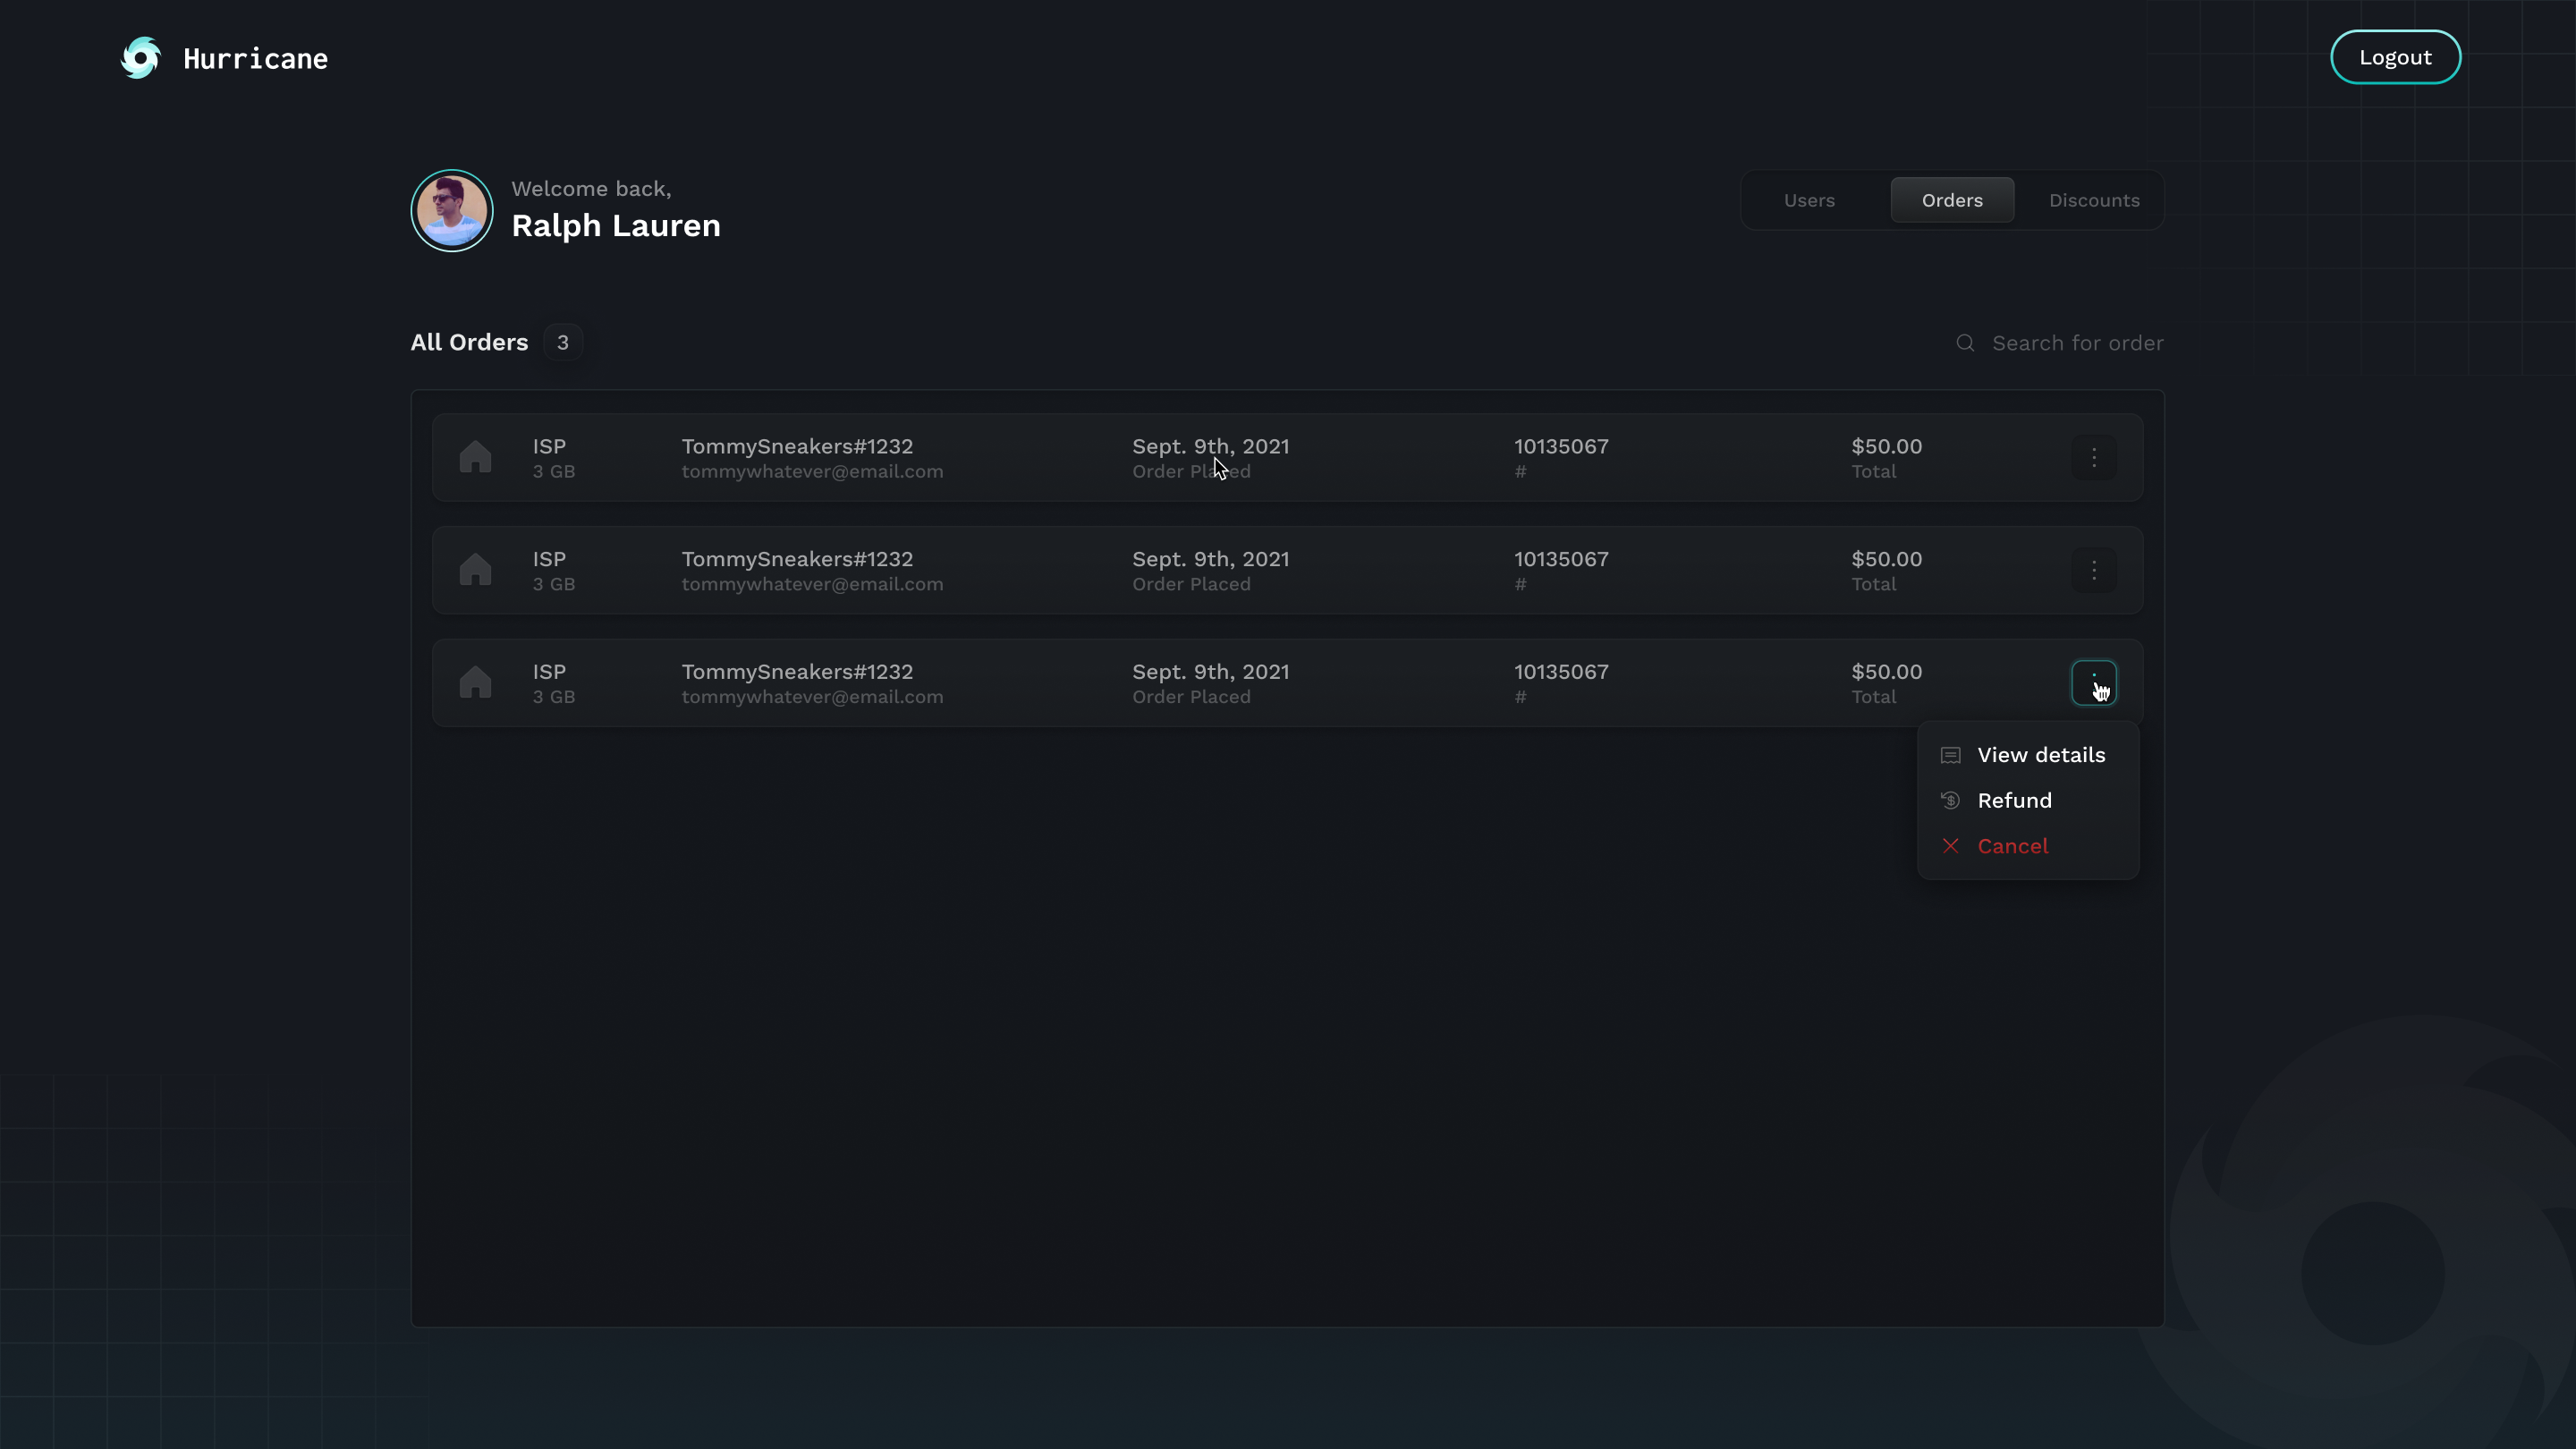 Hurricane
Logout
Welcome back,
Ralph Lauren
Users Orders Discounts
All Orders 3
Search for order
ISP TommySneakers#1232 Sept. 9th, 2021 10135067 $50.00
3 GB tommywhatever@email.com Order Placed # Total
ISP TommySneakers#1232 Sept. 9th, 2021 10135067 $50.00
3 GB tommywhatever@email.com Order Placed # Total
ISP TommySneakers#1232 Sept. 9th, 2021 10135067 $50.00
3 GB tommywhatever@email.com Order Placed # Total
View details
Refund
Cancel